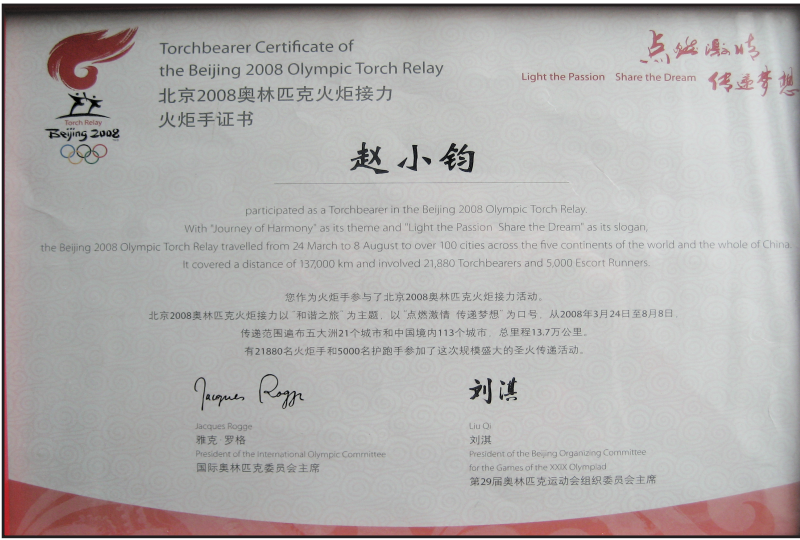 Torchbearer Certificate of
the Beijing 2008 Olympic Torch Relay
北京2008奥林匹克火炬接力
火炬手证书
点燃激情
Light the Passion Share the Dream 传递梦想
Torch Relay
Beijing 2008
赵小钧
participated as a Torchbearer in the Beijing 2008 Olympic Torch Relay.
With "Journey of Harmony" as its theme and "Light the Passion Share the Dream" as its slogan,
the Beijing 2008 Olympic Torch Relay travelled from 24 March to 8 August to over 100 cities across the five continents of the world and the whole of China.
It covered a distance of 137,000 km and involved 21,880 Torchbearers and 5,000 Escort Runners.
您作为火炬手参与了北京2008奥林匹克火炬接力活动。
北京2008奥林匹克火炬接力以"和谐之旅"为主题，以"点燃激情 传递梦想"为口号，从2008年3月24日至8月8日，
传递范围遍布五大洲21个城市和中国境内113个城市，总里程13.7万公里。
有21880名火炬手和5000名护跑手参加了这次规模盛大的圣火传递活动。
Jacques Rogge
刘淇
Jacques Rogge
雅克·罗格
President of the International Olympic Committee
国际奥林匹克委员会主席
Liu Qi
刘淇
President of the Beijing Organizing Committee
for the Games of the XXIX Olympiad
第29届奥林匹克运动会组织委员会主席